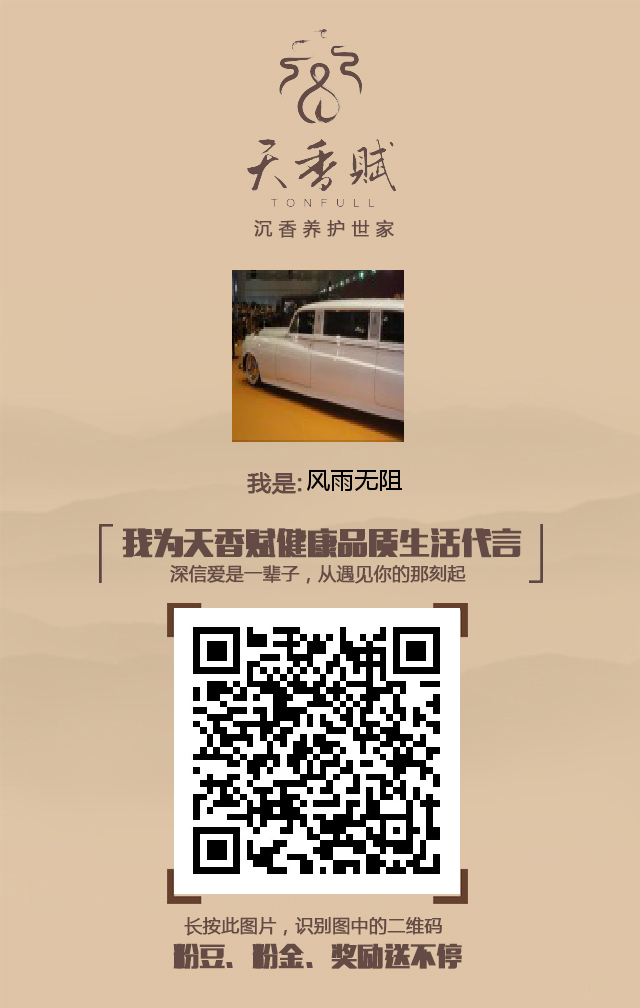 天香赋
TONFULL
沉香养护世家
我是:风雨无阻
我为天香赋健康品质生活代言
深信爱是一辈子，从遇见你的那刻起
长按此图片，识别图中的二维码
粉豆、粉金、奖励送不停